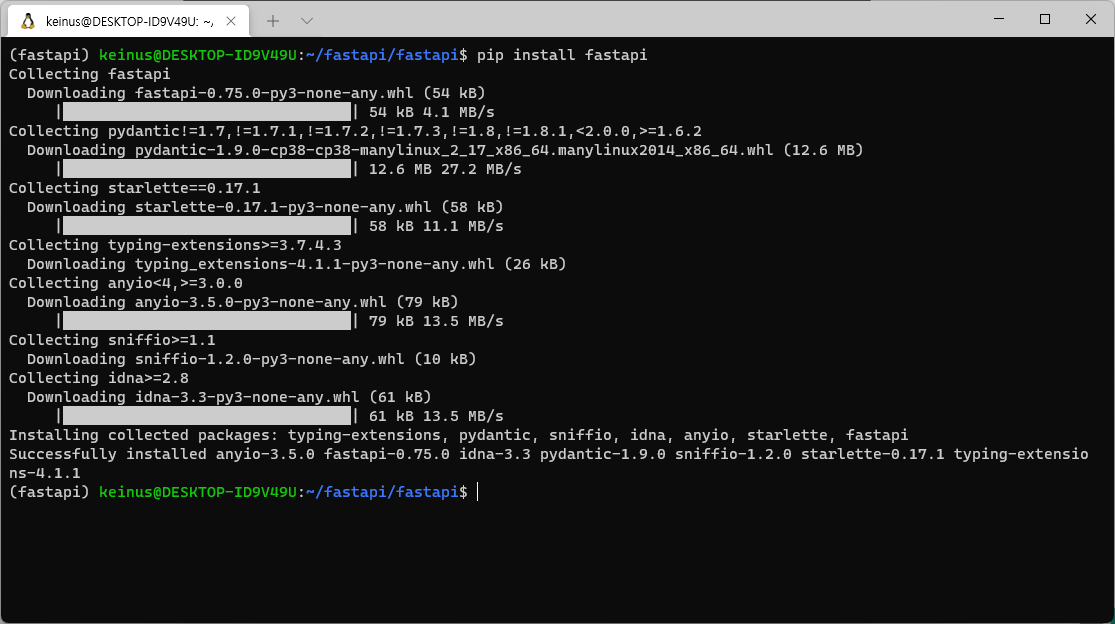 keinus@DESKTOP-ID9V49U: ~/
(fastapi) keinus@DESKTOP-ID9V49U:~/fastapi/fastapi$ pip install fastapi
Collecting fastapi
  Downloading fastapi-0.75.0-py3-none-any.whl (54 kB)
     |████████████████████████████████| 54 kB 4.1 MB/s
Collecting pydantic!=1.7,!=1.7.1,!=1.7.2,!=1.7.3,!=1.8,!=1.8.1,<2.0.0,>=1.6.2
  Downloading pydantic-1.9.0-cp38-cp38-manylinux_2_17_x86_64.manylinux2014_x86_64.whl (12.6 MB)
     |████████████████████████████████| 12.6 MB 27.2 MB/s
Collecting starlette==0.17.1
  Downloading starlette-0.17.1-py3-none-any.whl (58 kB)
     |████████████████████████████████| 58 kB 11.1 MB/s
Collecting typing-extensions>=3.7.4.3
  Downloading typing_extensions-4.1.1-py3-none-any.whl (26 kB)
Collecting anyio<4,>=3.0.0
  Downloading anyio-3.5.0-py3-none-any.whl (79 kB)
     |████████████████████████████████| 79 kB 13.5 MB/s
Collecting sniffio>=1.1
  Downloading sniffio-1.2.0-py3-none-any.whl (10 kB)
Collecting idna>=2.8
  Downloading idna-3.3-py3-none-any.whl (61 kB)
     |████████████████████████████████| 61 kB 13.5 MB/s
Installing collected packages: typing-extensions, pydantic, sniffio, idna, anyio, starlette, fastapi
Successfully installed anyio-3.5.0 fastapi-0.75.0 idna-3.3 pydantic-1.9.0 sniffio-1.2.0 starlette-0.17.1 typing-extensio
ns-4.1.1
(fastapi) keinus@DESKTOP-ID9V49U:~/fastapi/fastapi$